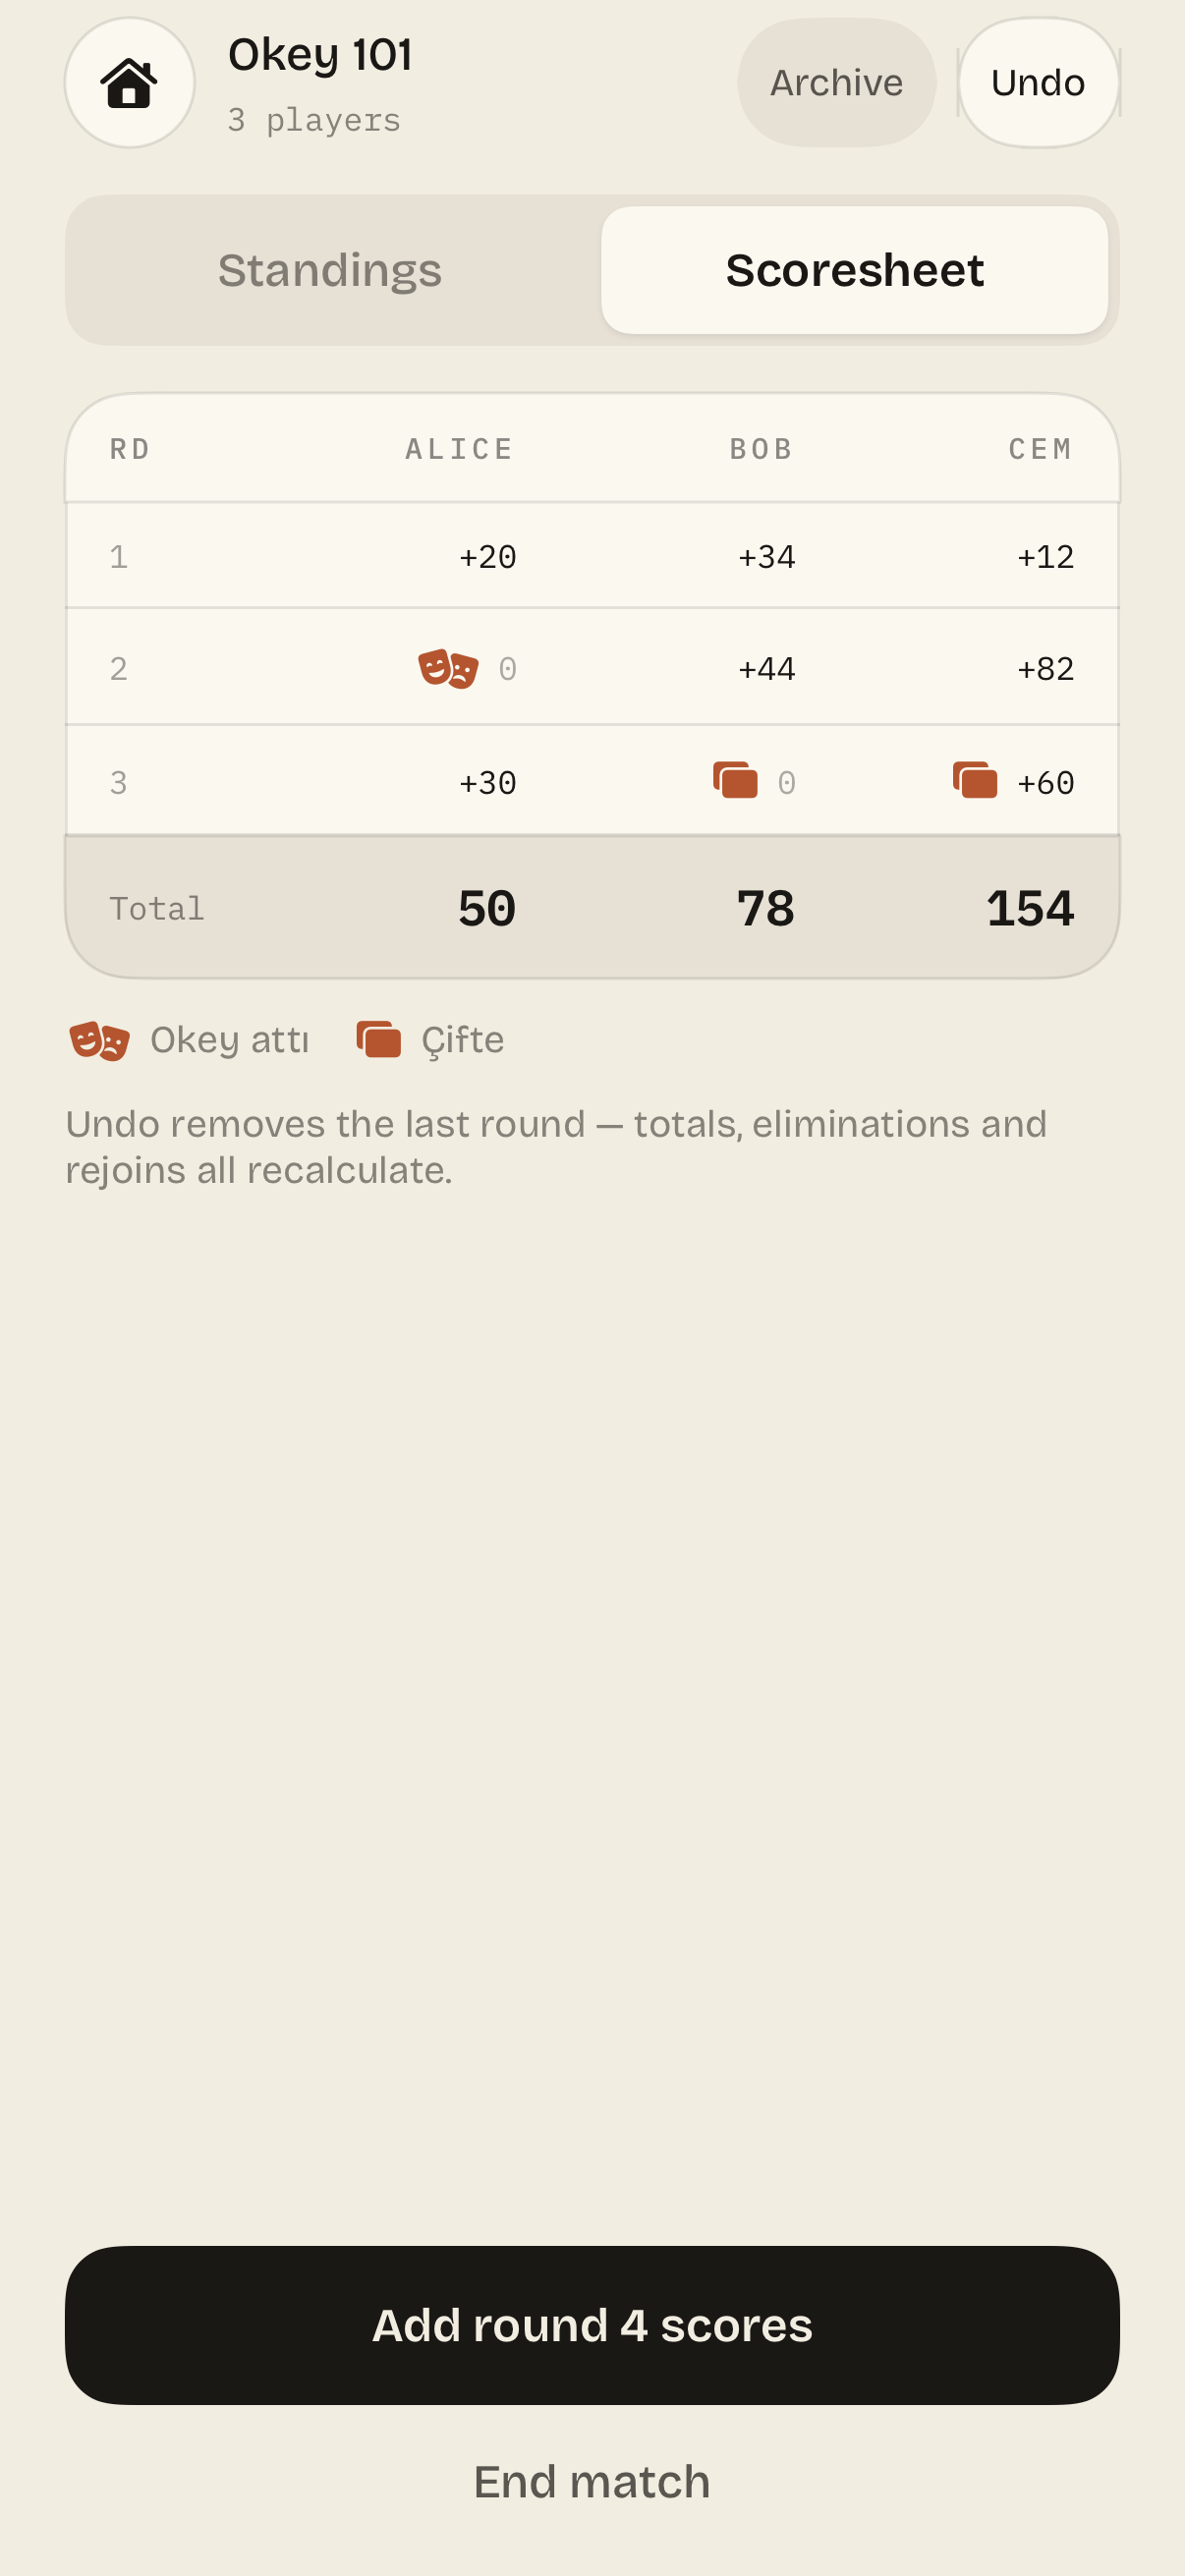 Okey 101
3 players
Archive
Undo
Standings
Scoresheet
RD ALICE BOB CEM
1 +20 +34 +12
2 0 +44 +82
3 +30 0 +60
Total 50 78 154
Okey attı Çifte
Undo removes the last round — totals, eliminations and
rejoins all recalculate.
Add round 4 scores
End match